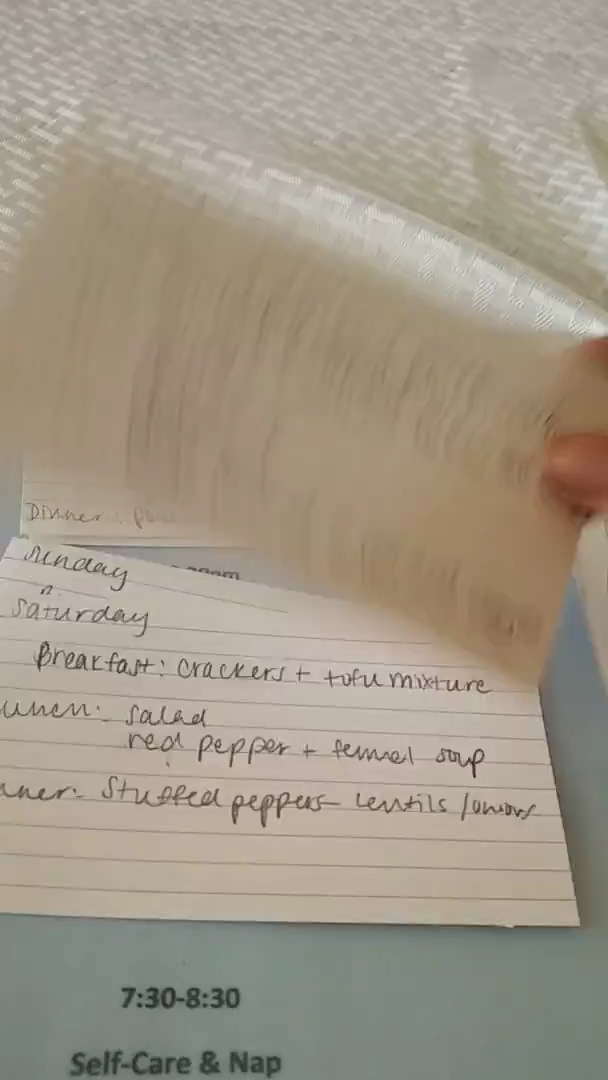 Dinner:
Sunday
Saturday
Breakfast: crackers + tofu mixture
salad
red pepper + fennel soup
Stuffed peppers - lentils / onions
7:30-8:30
Self-Care & Nap